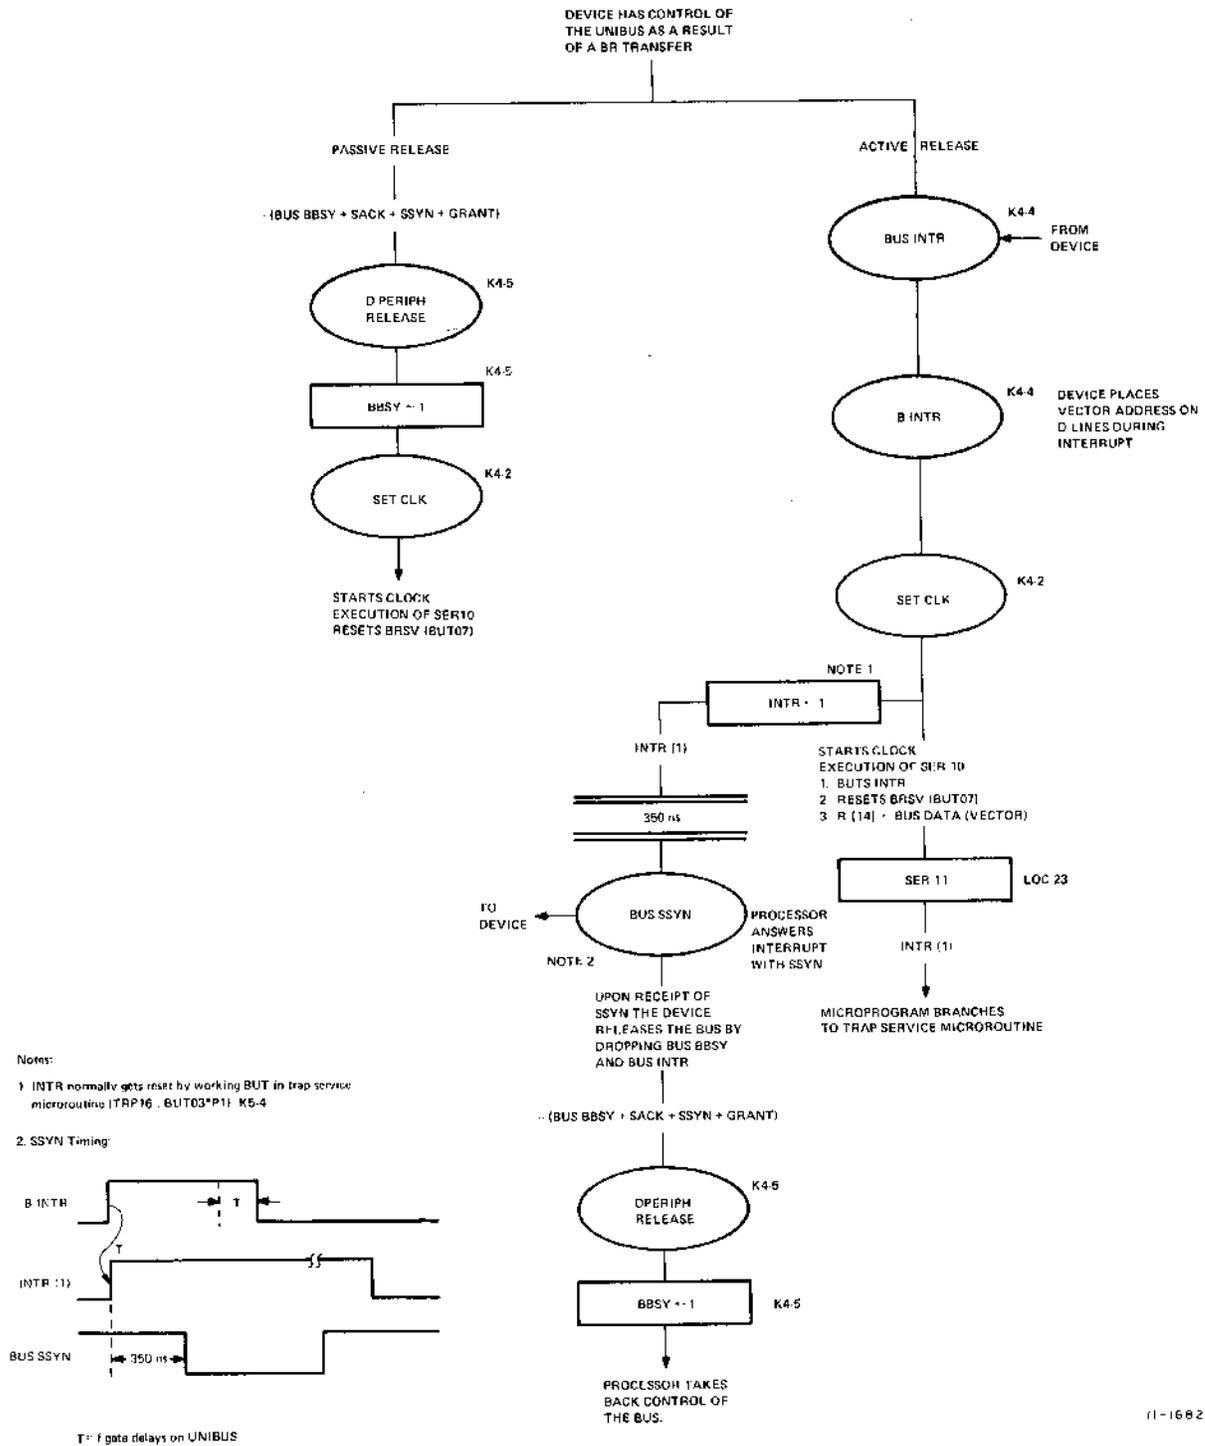 DEVICE HAS CONTROL OF
THE UNIBUS AS A RESULT
OF A BR TRANSFER
PASSIVE RELEASE
ACTIVE RELEASE
-(BUS BBSY + SACK + SSYN + GRANT)
K4-4
BUS INTR
FROM
DEVICE
K4-5
D PERIPH
RELEASE
K4-5
BBSY ← 1
K4-2
SET CLK
STARTS CLOCK
EXECUTION OF SER10
RESETS BRSV (BUT07)
K4-4
B INTR
DEVICE PLACES
VECTOR ADDRESS ON
D LINES DURING
INTERRUPT
K4-2
SET CLK
NOTE 1
INTR ← 1
INTR (1)
350 ns
STARTS CLOCK
EXECUTION OF SER 10
1. BUTS INTR
2 RESETS BRSV (BUT07)
3 R [14] ← BUS DATA (VECTOR)
SER 11
LOC 23
INTR (1)
MICROPROGRAM BRANCHES
TO TRAP SERVICE MICROROUTINE
TO
DEVICE
BUS SSYN
PROCESSOR
ANSWERS
INTERRUPT
WITH SSYN
NOTE 2
UPON RECEIPT OF
SSYN THE DEVICE
RELEASES THE BUS BY
DROPPING BUS BBSY
AND BUS INTR
-(BUS BBSY + SACK + SSYN + GRANT)
K4-5
DPERIPH
RELEASE
BBSY ← 1
K4-5
PROCESSOR TAKES
BACK CONTROL OF
THE BUS.
Notes:
1 INTR normally gets reset by working BUT in trap service
microroutine (TRP16 . BUT03*P1) K5-4
2. SSYN Timing
B INTR
T
T
INTR (1)
BUS SSYN
350 ns
T = gate delays on UNIBUS
11-1682